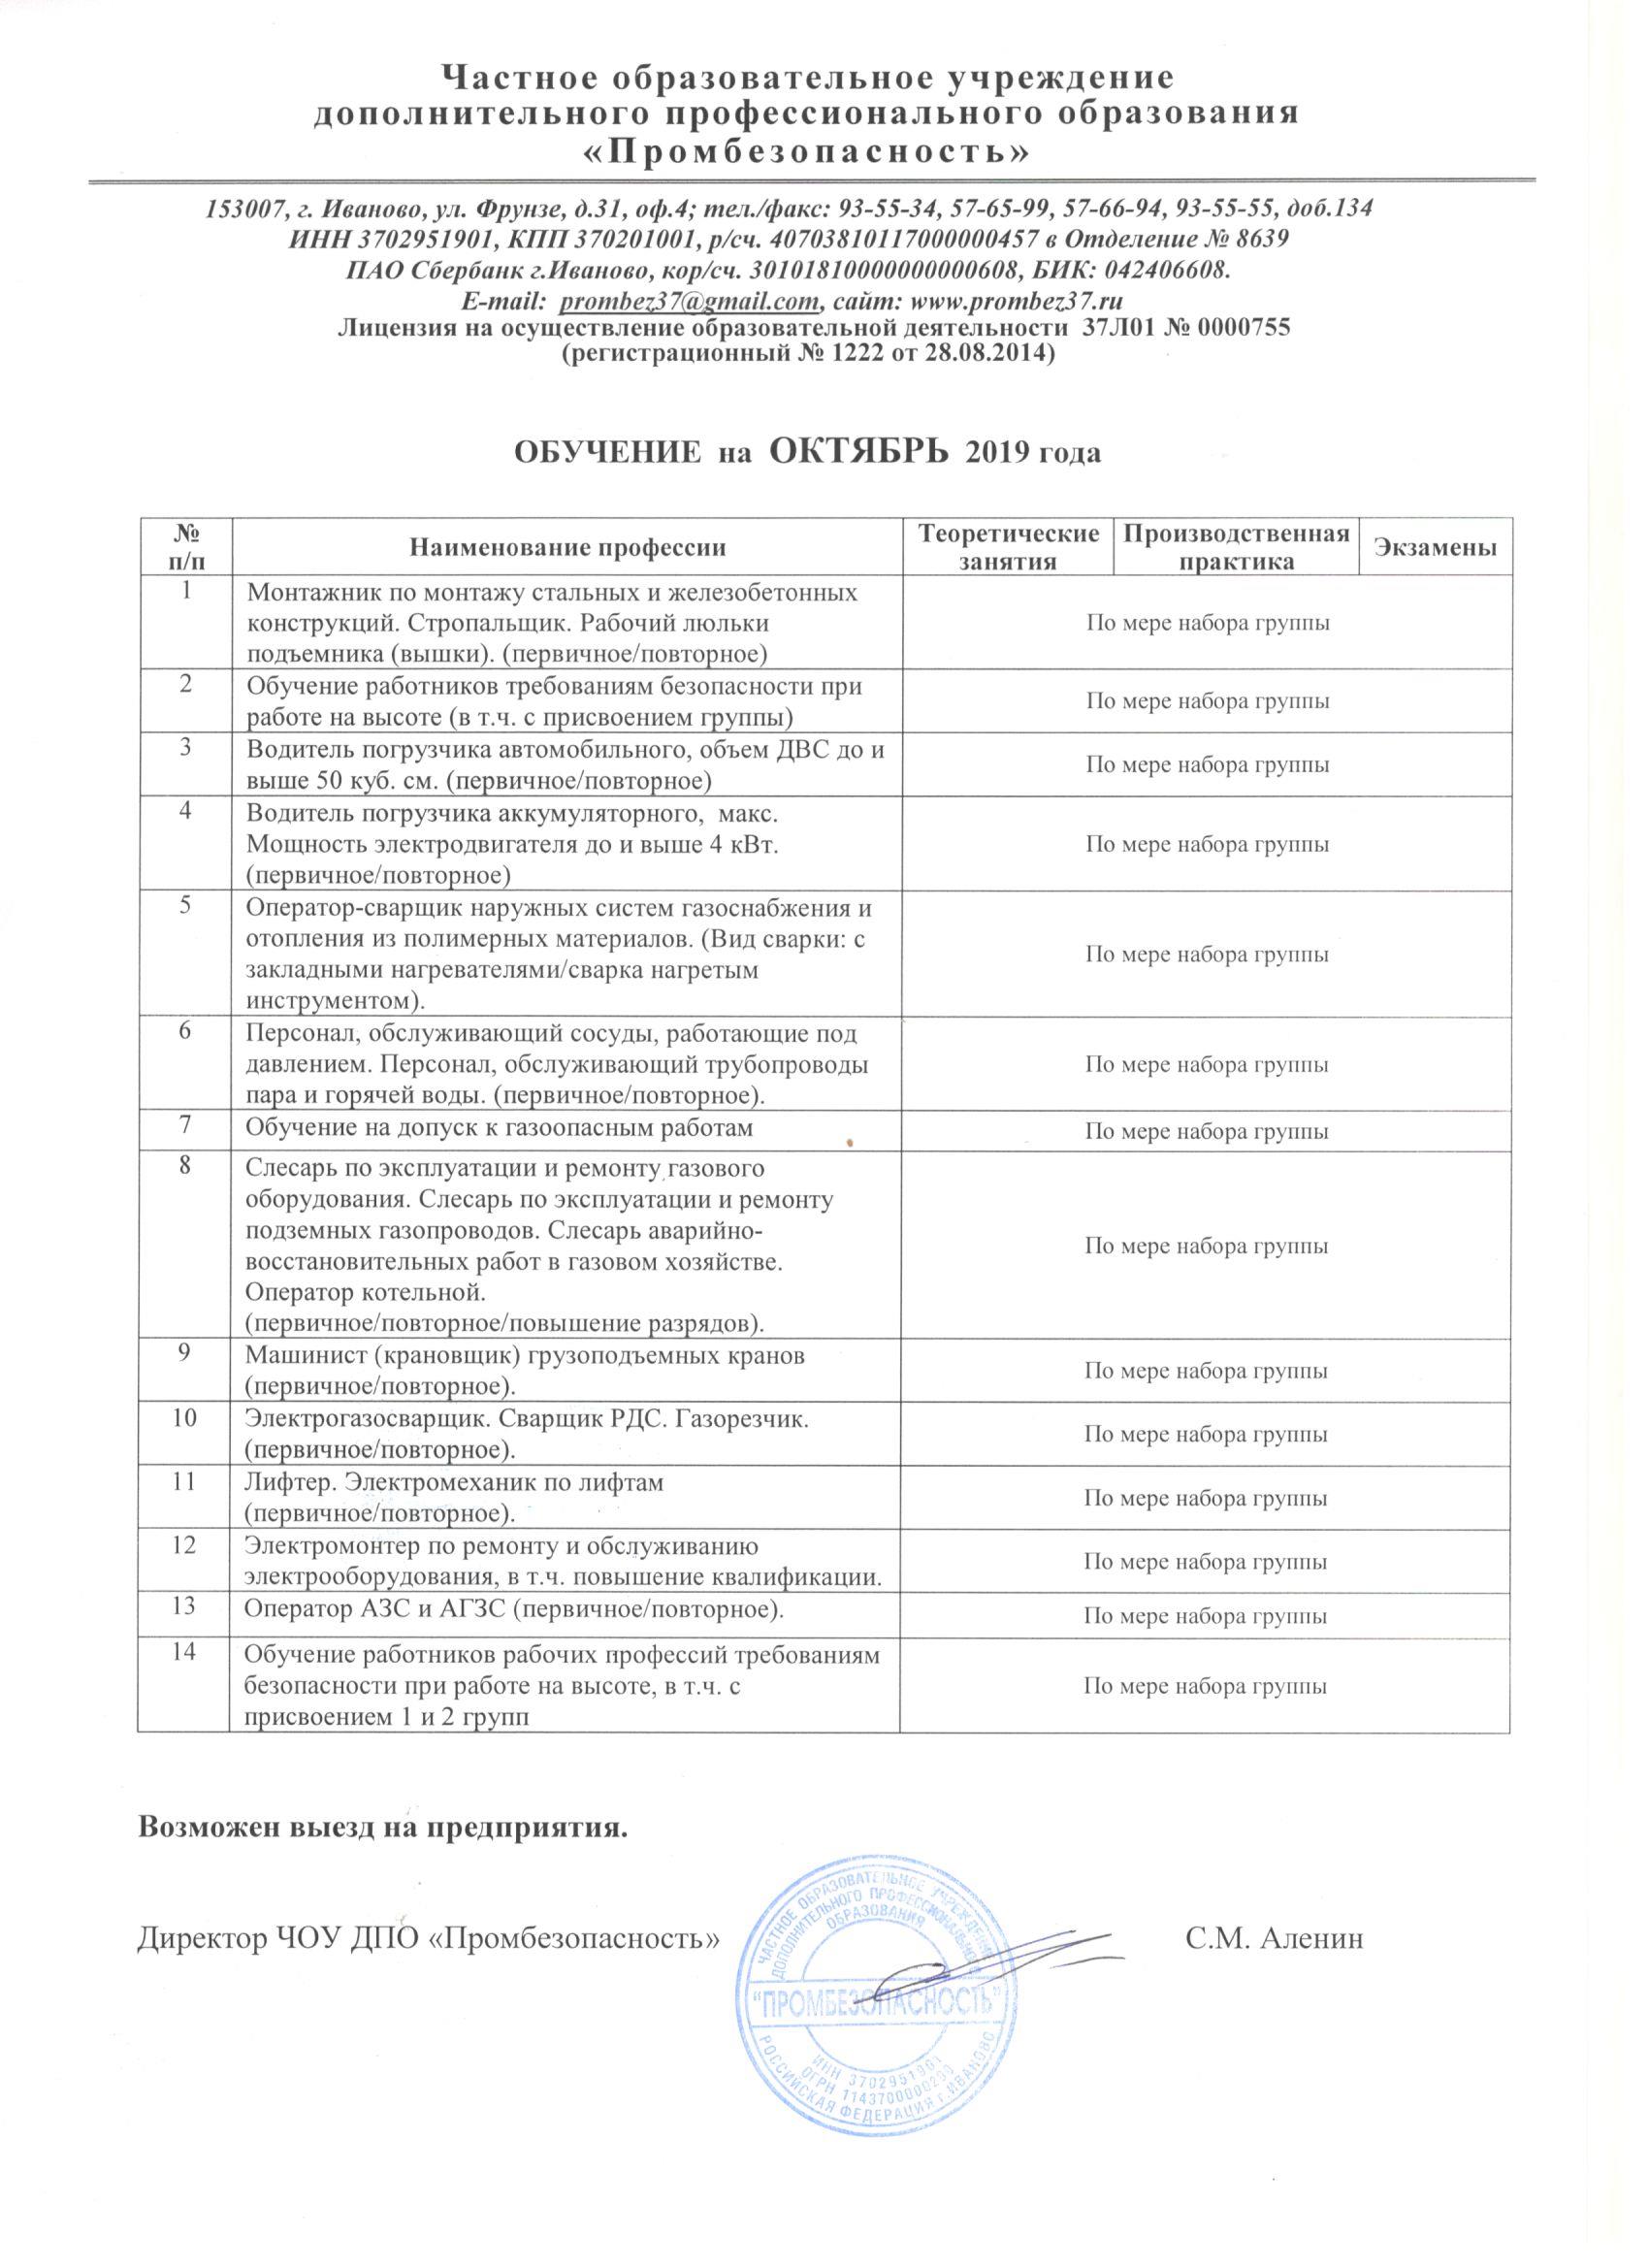 Частное образовательное учреждение
дополнительного профессионального образования
«Промбезопасность»
153007, г. Иваново, ул. Фрунзе, д.31, оф.4; тел./факс: 93-55-34, 57-65-99, 57-66-94, 93-55-55, доб.134
ИНН 3702951901, КПП 370201001, р/сч. 40703810117000000457 в Отделение № 8639
ПАО Сбербанк г.Иваново, кор/сч. 30101810000000000608, БИК: 042406608.
E-mail: prombez37@gmail.com, сайт: www.prombez37.ru
Лицензия на осуществление образовательной деятельности 37Л01 № 0000755
(регистрационный № 1222 от 28.08.2014)
ОБУЧЕНИЕ на ОКТЯБРЬ 2019 года
№
п/п
Наименование профессии
Теоретические
занятия
Производственная
практика
Экзамены
1
Монтажник по монтажу стальных и железобетонных
конструкций. Стропальщик. Рабочий люльки
подъемника (вышки). (первичное/повторное)
По мере набора группы
2
Обучение работников требованиям безопасности при
работе на высоте (в т.ч. с присвоением группы)
По мере набора группы
3
Водитель погрузчика автомобильного, объем ДВС до и
выше 50 куб. см. (первичное/повторное)
По мере набора группы
4
Водитель погрузчика аккумуляторного, макс.
Мощность электродвигателя до и выше 4 кВт.
(первичное/повторное)
По мере набора группы
5
Оператор-сварщик наружных систем газоснабжения и
отопления из полимерных материалов. (Вид сварки: с
закладными нагревателями/сварка нагретым
инструментом).
По мере набора группы
6
Персонал, обслуживающий сосуды, работающие под
давлением. Персонал, обслуживающий трубопроводы
пара и горячей воды. (первичное/повторное).
По мере набора группы
7
Обучение на допуск к газоопасным работам
По мере набора группы
8
Слесарь по эксплуатации и ремонту газового
оборудования. Слесарь по эксплуатации и ремонту
подземных газопроводов. Слесарь аварийно-
восстановительных работ в газовом хозяйстве.
Оператор котельной.
(первичное/повторное/повышение разрядов).
По мере набора группы
9
Машинист (крановщик) грузоподъемных кранов
(первичное/повторное).
По мере набора группы
10
Электрогазосварщик. Сварщик РДС. Газорезчик.
(первичное/повторное).
По мере набора группы
11
Лифтер. Электромеханик по лифтам
(первичное/повторное).
По мере набора группы
12
Электромонтер по ремонту и обслуживанию
электрооборудования, в т.ч. повышение квалификации.
По мере набора группы
13
Оператор АЗС и АГЗС (первичное/повторное).
По мере набора группы
14
Обучение работников рабочих профессий требованиям
безопасности при работе на высоте, в т.ч. с
присвоением 1 и 2 групп
По мере набора группы
Возможен выезд на предприятия.
Директор ЧОУ ДПО «Промбезопасность»
С.М. Аленин
ЧАСТНОЕ ОБРАЗОВАТЕЛЬНОЕ УЧРЕЖДЕНИЕ
ДОПОЛНИТЕЛЬНОГО ПРОФЕССИОНАЛЬНОГО
ОБРАЗОВАНИЯ
"ПРОМБЕЗОПАСНОСТЬ"
ИНН 3702951901
ОГРН
РОССИЙСКАЯ ФЕДЕРАЦИЯ